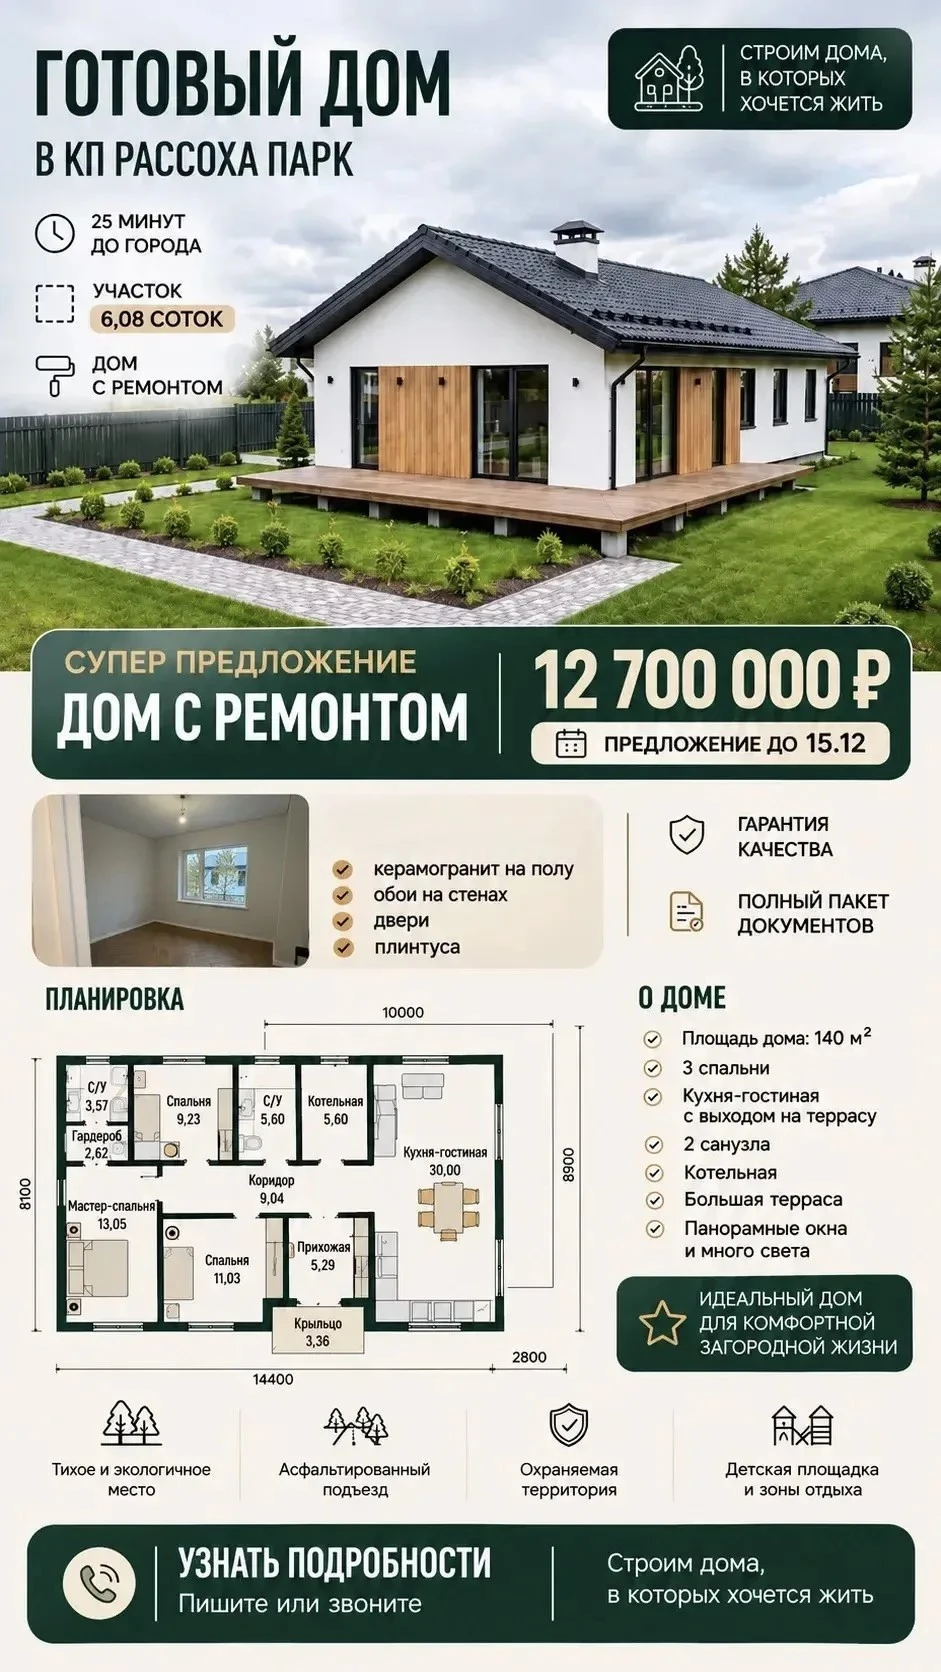 ГОТОВЫЙ ДОМ
В КП РАССОХА ПАРК
СТРОИМ ДОМА,
В КОТОРЫХ
ХОЧЕТСЯ ЖИТЬ
25 МИНУТ
ДО ГОРОДА
УЧАСТОК
6,08 СОТОК
ДОМ
С РЕМОНТОМ
СУПЕР ПРЕДЛОЖЕНИЕ
ДОМ С РЕМОНТОМ
12 700 000 ₽
ПРЕДЛОЖЕНИЕ ДО 15.12
керамогранит на полу
обои на стенах
двери
плинтуса
ГАРАНТИЯ
КАЧЕСТВА
ПОЛНЫЙ ПАКЕТ
ДОКУМЕНТОВ
ПЛАНИРОВКА
10000
С/У
3,57
Спальня
9,23
С/У
5,60
Котельная
5,60
Гардероб
2,62
Кухня-гостиная
30,00
Коридор
9,04
8100
8900
Мастер-спальня
13,05
Спальня
11,03
Прихожая
5,29
Крыльцо
3,36
14400
2800
О ДОМЕ
Площадь дома: 140 м²
3 спальни
Кухня-гостиная
с выходом на террасу
2 санузла
Котельная
Большая терраса
Панорамные окна
и много света
ИДЕАЛЬНЫЙ ДОМ
ДЛЯ КОМФОРТНОЙ
ЗАГОРОДНОЙ ЖИЗНИ
Тихое и экологичное
место
Асфальтированный
подъезд
Охраняемая
территория
Детская площадка
и зоны отдыха
УЗНАТЬ ПОДРОБНОСТИ
Пишите или звоните
Строим дома,
в которых хочется жить